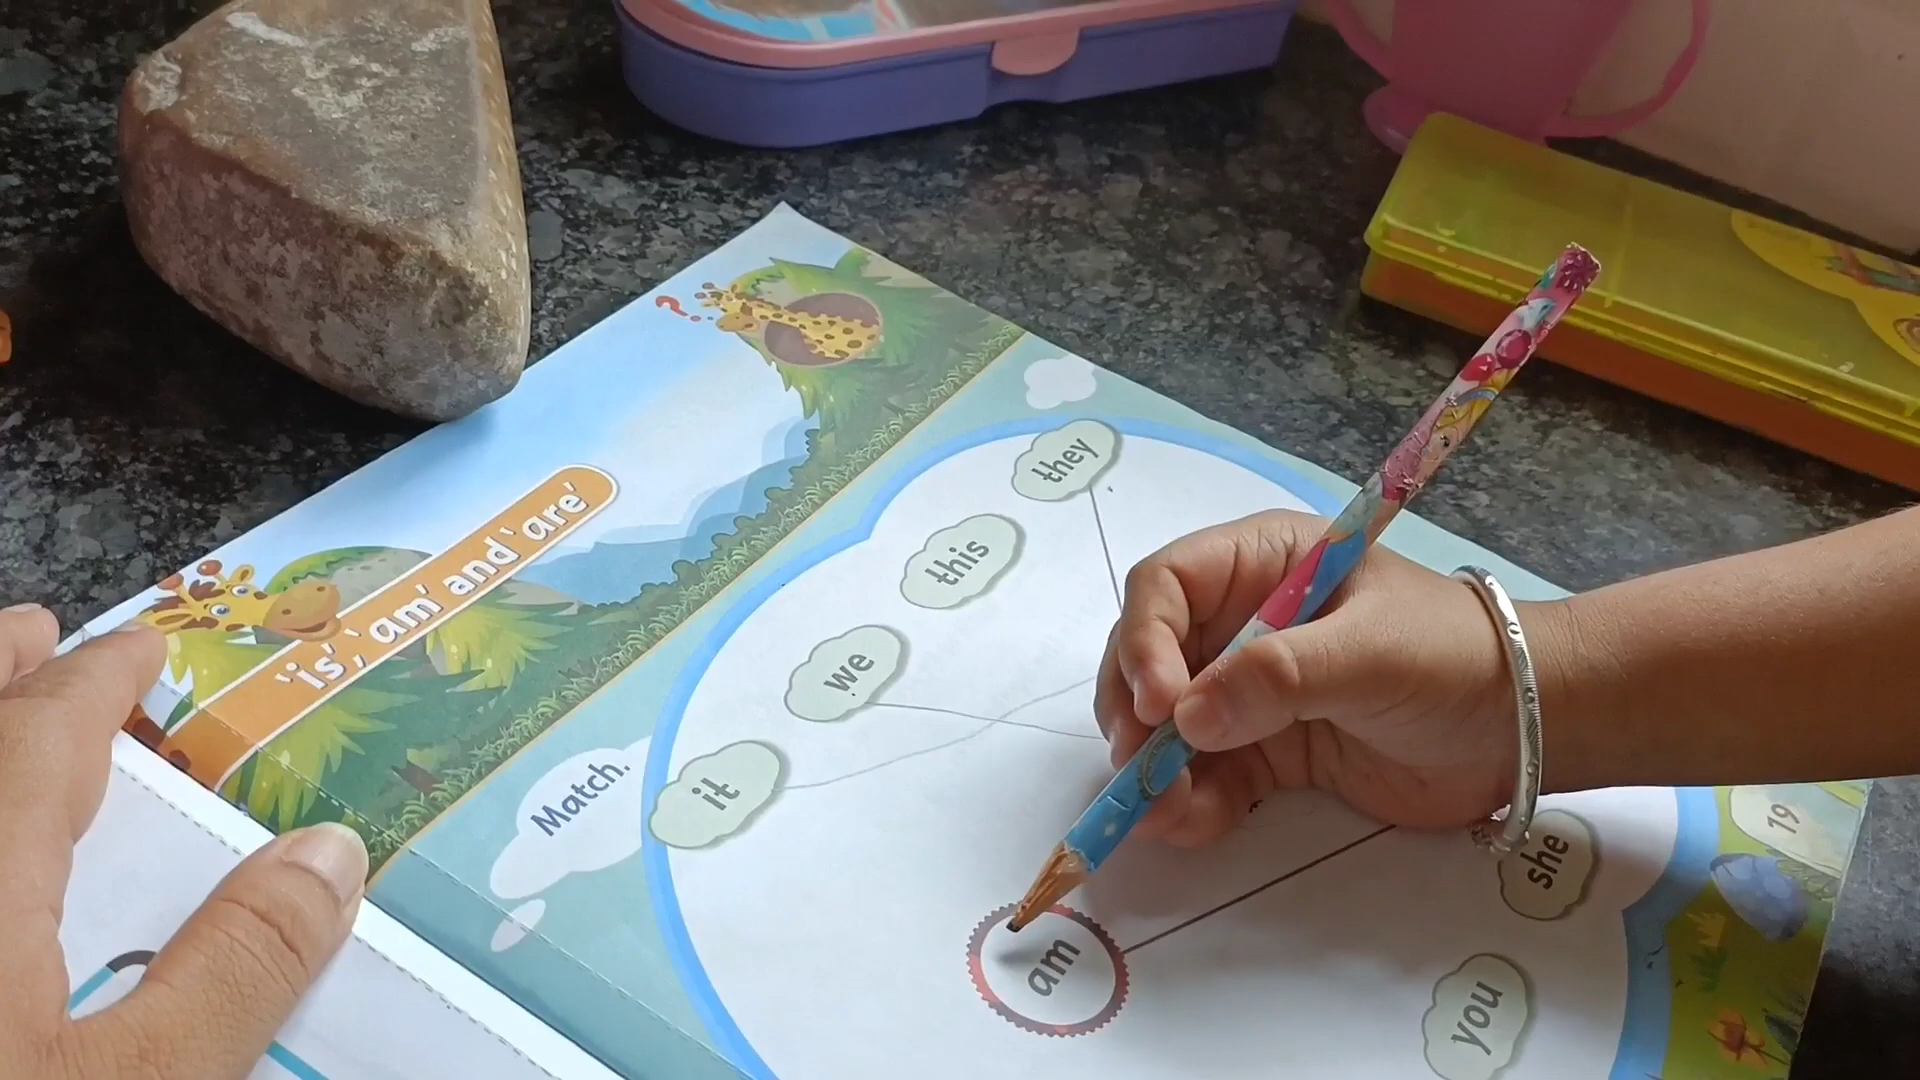 'is', 'am' and 'are'
Match.
they
this
we
it
am
she
you
19